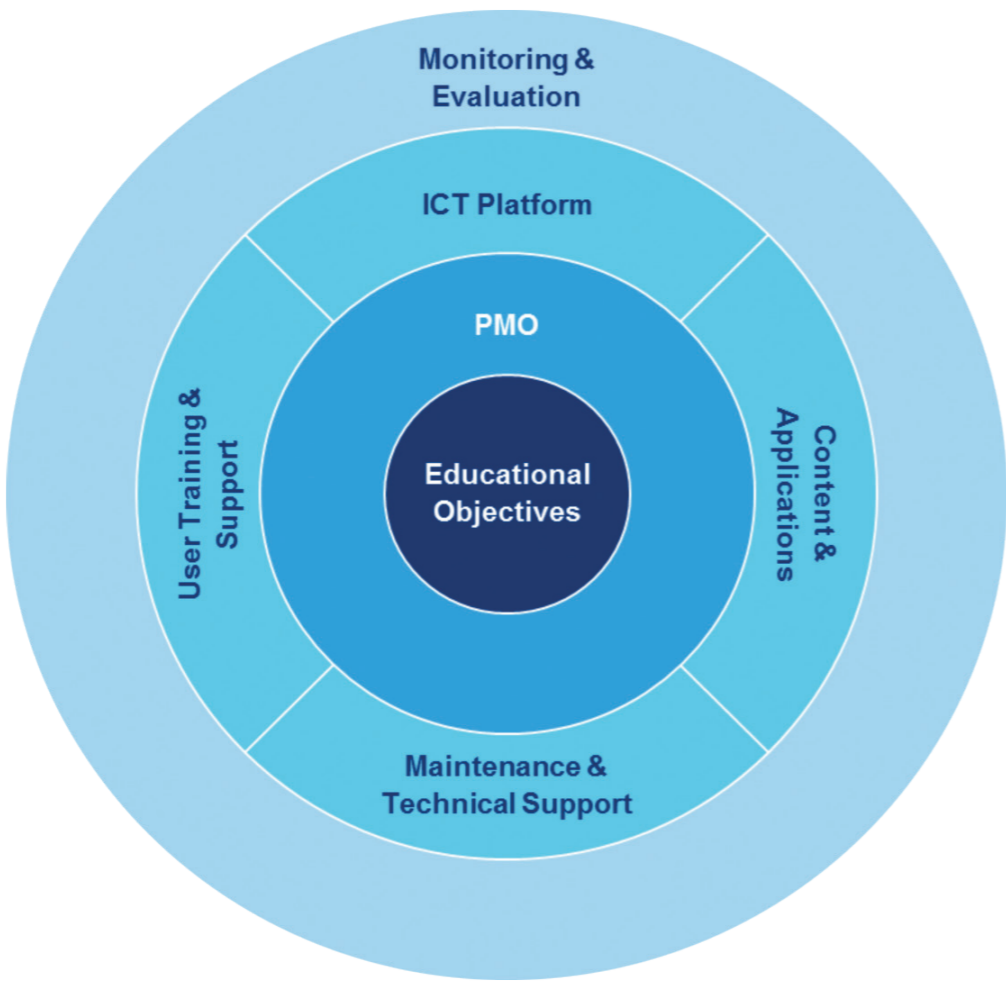 Monitoring &
Evaluation
ICT Platform
PMO
Educational
Objectives
User Training &
Support
Content &
Applications
Maintenance &
Technical Support